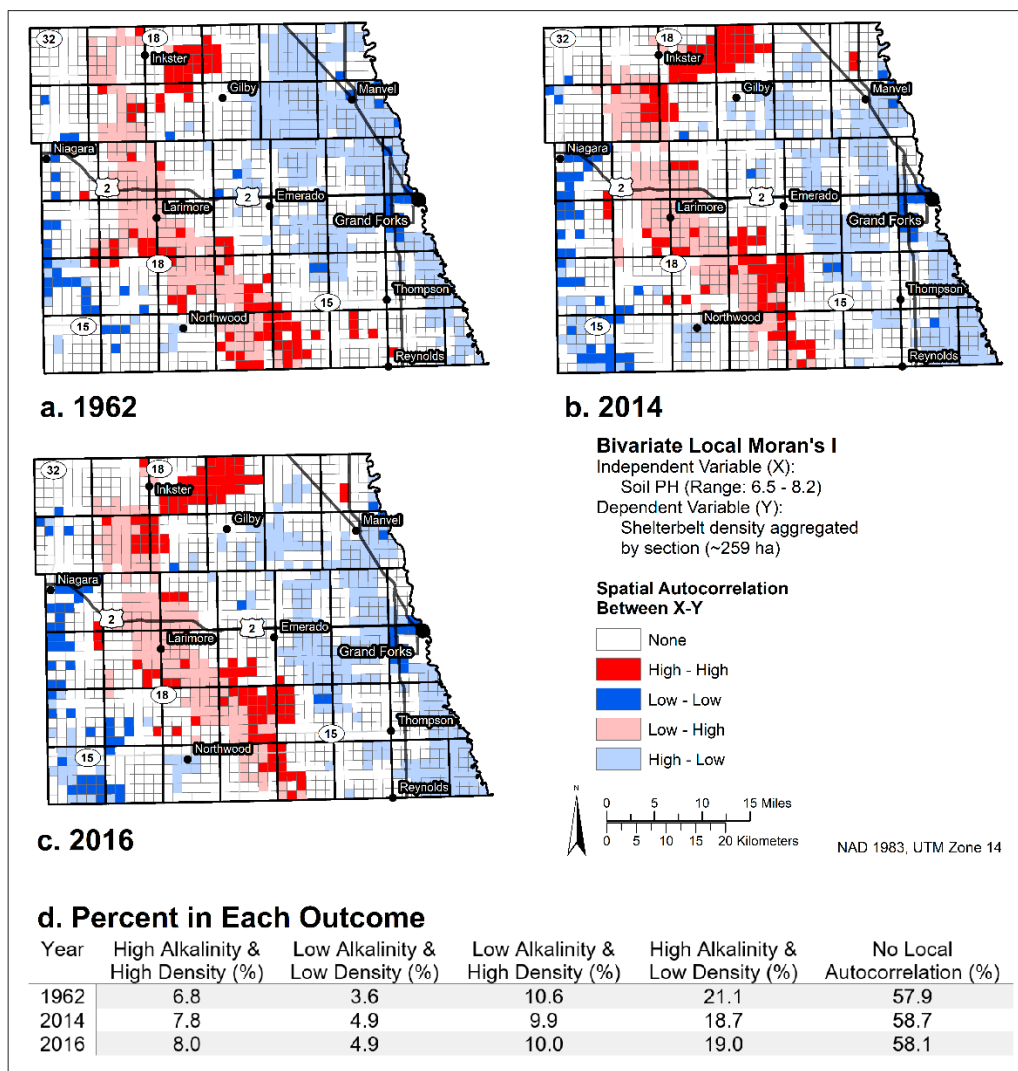 32
18
Inkster
Gilby
Manvel
Niagara
2
2
Larimore
Emerado
Grand Forks
18
15
Thompson
15
Northwood
Reynolds
a. 1962
32
18
Inkster
Gilby
Manvel
Niagara
2
2
Larimore
Emerado
Grand Forks
18
15
Thompson
15
Northwood
Reynolds
b. 2014
32
18
Inkster
Gilby
Manvel
Niagara
2
2
Larimore
Emerado
Grand Forks
18
15
Thompson
15
Northwood
Reynolds
c. 2016
Bivariate Local Moran's I
Independent Variable (X):
Soil PH (Range: 6.5 - 8.2)
Dependent Variable (Y):
Shelterbelt density aggregated
by section (~259 ha)
Spatial Autocorrelation
Between X-Y
None
High - High
Low - Low
Low - High
High - Low
N
0 5 10 15 Miles
0 5 10 15 20 Kilometers
NAD 1983, UTM Zone 14
d. Percent in Each Outcome
Year High Alkalinity & Low Alkalinity & Low Alkalinity & High Alkalinity & No Local
High Density (%) Low Density (%) High Density (%) Low Density (%) Autocorrelation (%)
1962 6.8 3.6 10.6 21.1 57.9
2014 7.8 4.9 9.9 18.7 58.7
2016 8.0 4.9 10.0 19.0 58.1